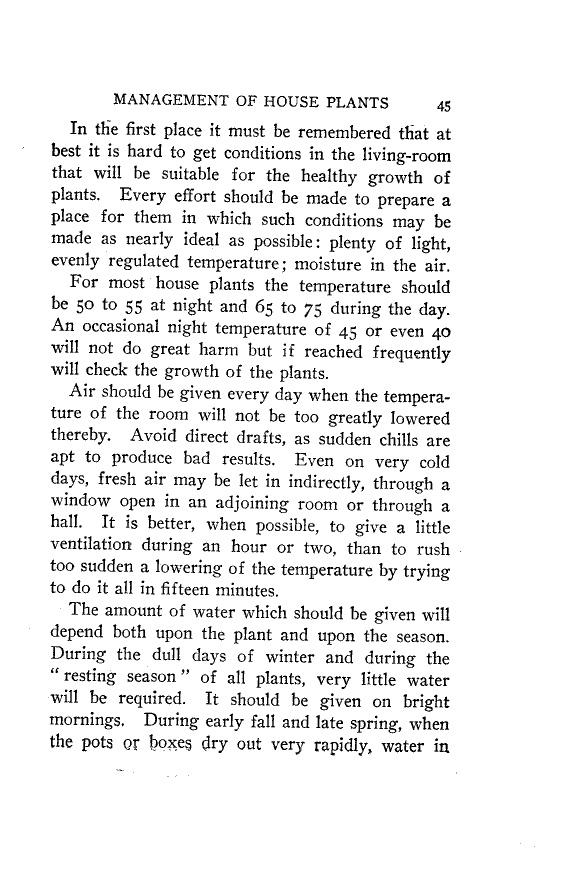 MANAGEMENT OF HOUSE PLANTS 45
In the first place it must be remembered that at
best it is hard to get conditions in the living-room
that will be suitable for the healthy growth of
plants. Every effort should be made to prepare a
place for them in which such conditions may be
made as nearly ideal as possible: plenty of light,
evenly regulated temperature; moisture in the air.
For most house plants the temperature should
be 50 to 55 at night and 65 to 75 during the day.
An occasional night temperature of 45 or even 40
will not do great harm but if reached frequently
will check the growth of the plants.
Air should be given every day when the tempera-
ture of the room will not be too greatly lowered
thereby. Avoid direct drafts, as sudden chills are
apt to produce bad results. Even on very cold
days, fresh air may be let in indirectly, through a
window open in an adjoining room or through a
hall. It is better, when possible, to give a little
ventilation during an hour or two, than to rush
too sudden a lowering of the temperature by trying
to do it all in fifteen minutes.
The amount of water which should be given will
depend both upon the plant and upon the season.
During the dull days of winter and during the
“ resting season ” of all plants, very little water
will be required. It should be given on bright
mornings. During early fall and late spring, when
the pots or boxes dry out very rapidly, water in